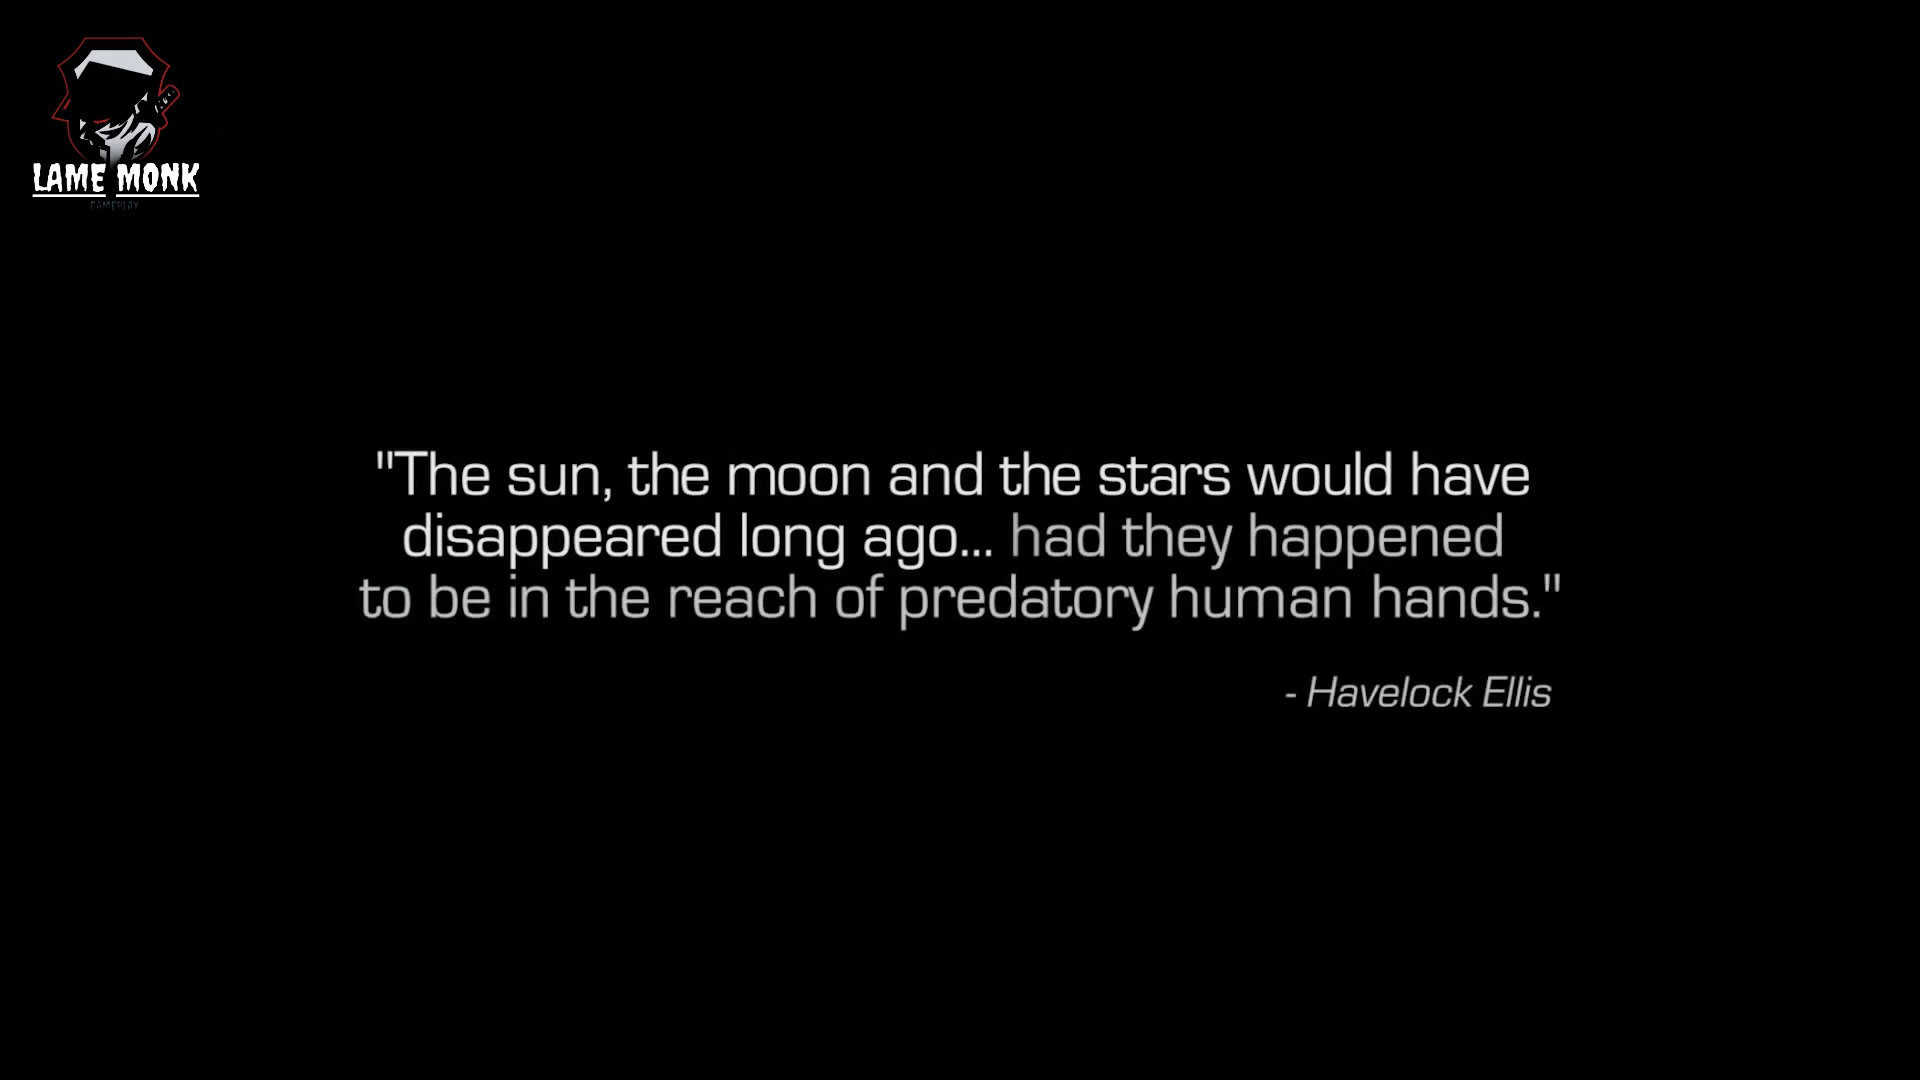 LAME MONK
GAMEPLAY
"The sun, the moon and the stars would have
disappeared long ago... had they happened
to be in the reach of predatory human hands."
- Havelock Ellis